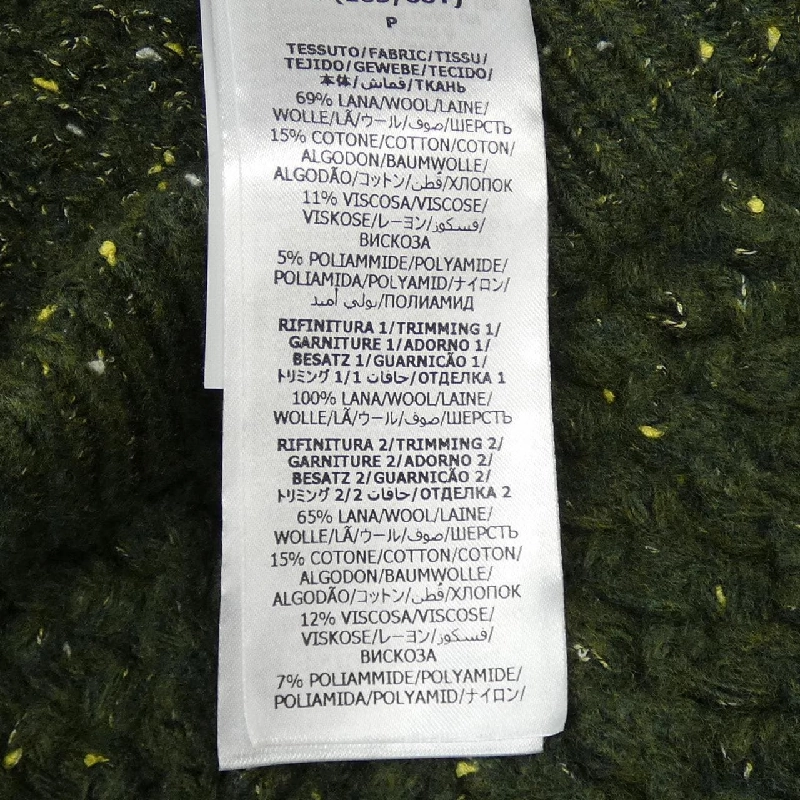 P
TESSUTO/FABRIC/TISSU/
TEJIDO/GEWEBE/TECIDO/
本体/قماش/ТКАНЬ
69% LANA/WOOL/LAINE/
WOLLE/LÃ/ウール/صوف/ШЕРСТЬ
15% COTONE/COTTON/COTON/
ALGODON/BAUMWOLLE/
ALGODÃO/コットン/قطن/ХЛОПОК
11% VISCOSA/VISCOSE/
VISKOSE/レーヨン/فسكوز/
ВИСКОЗА
5% POLIAMMIDE/POLYAMIDE/
POLIAMIDA/POLYAMID/ナイロン/
بولي أميد/ПОЛИАМИД
RIFINITURA 1/TRIMMING 1/
GARNITURE 1/ADORNO 1/
BESATZ 1/GUARNICÃO 1/
トリミング 1/1 حافات/ОТДЕЛКА 1
100% LANA/WOOL/LAINE/
WOLLE/LÃ/ウール/صوف/ШЕРСТЬ
RIFINITURA 2/TRIMMING 2/
GARNITURE 2/ADORNO 2/
BESATZ 2/GUARNICÃO 2/
トリミング 2/2 حافات/ОТДЕЛКА 2
65% LANA/WOOL/LAINE/
WOLLE/LÃ/ウール/صوف/ШЕРСТЬ
15% COTONE/COTTON/COTON/
ALGODON/BAUMWOLLE/
ALGODÃO/コットン/قطن/ХЛОПОК
12% VISCOSA/VISCOSE/
VISKOSE/レーヨン/فسكوز/
ВИСКОЗА
7% POLIAMMIDE/POLYAMIDE/
POLIAMIDA/POLYAMID/ナイロン/